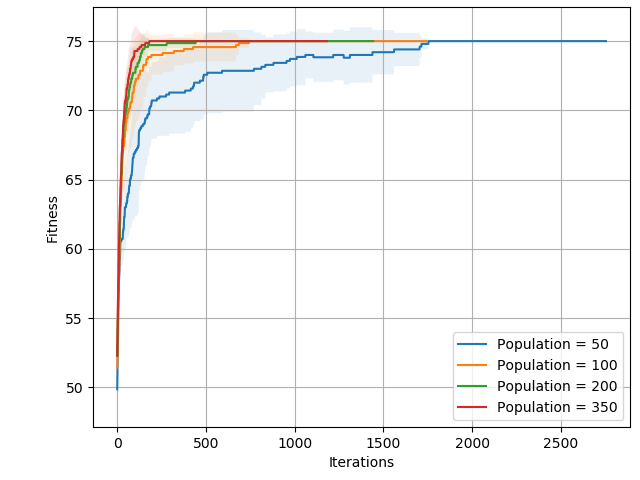 75
70
65
60
55
50
Fitness
0 500 1000 1500 2000 2500
Iterations
Population = 50
Population = 100
Population = 200
Population = 350